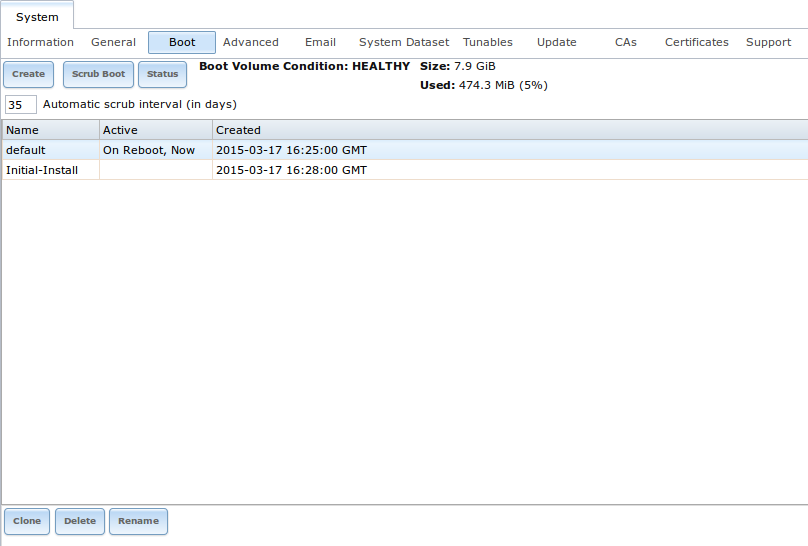 System
Information General Boot Advanced Email System Dataset Tunables Update CAs Certificates Support
Create Scrub Boot Status Boot Volume Condition: HEALTHY Size: 7.9 GiB
Used: 474.3 MiB (5%)
35 Automatic scrub interval (in days)
Name Active Created
default On Reboot, Now 2015-03-17 16:25:00 GMT
Initial-Install 2015-03-17 16:28:00 GMT
Clone Delete Rename